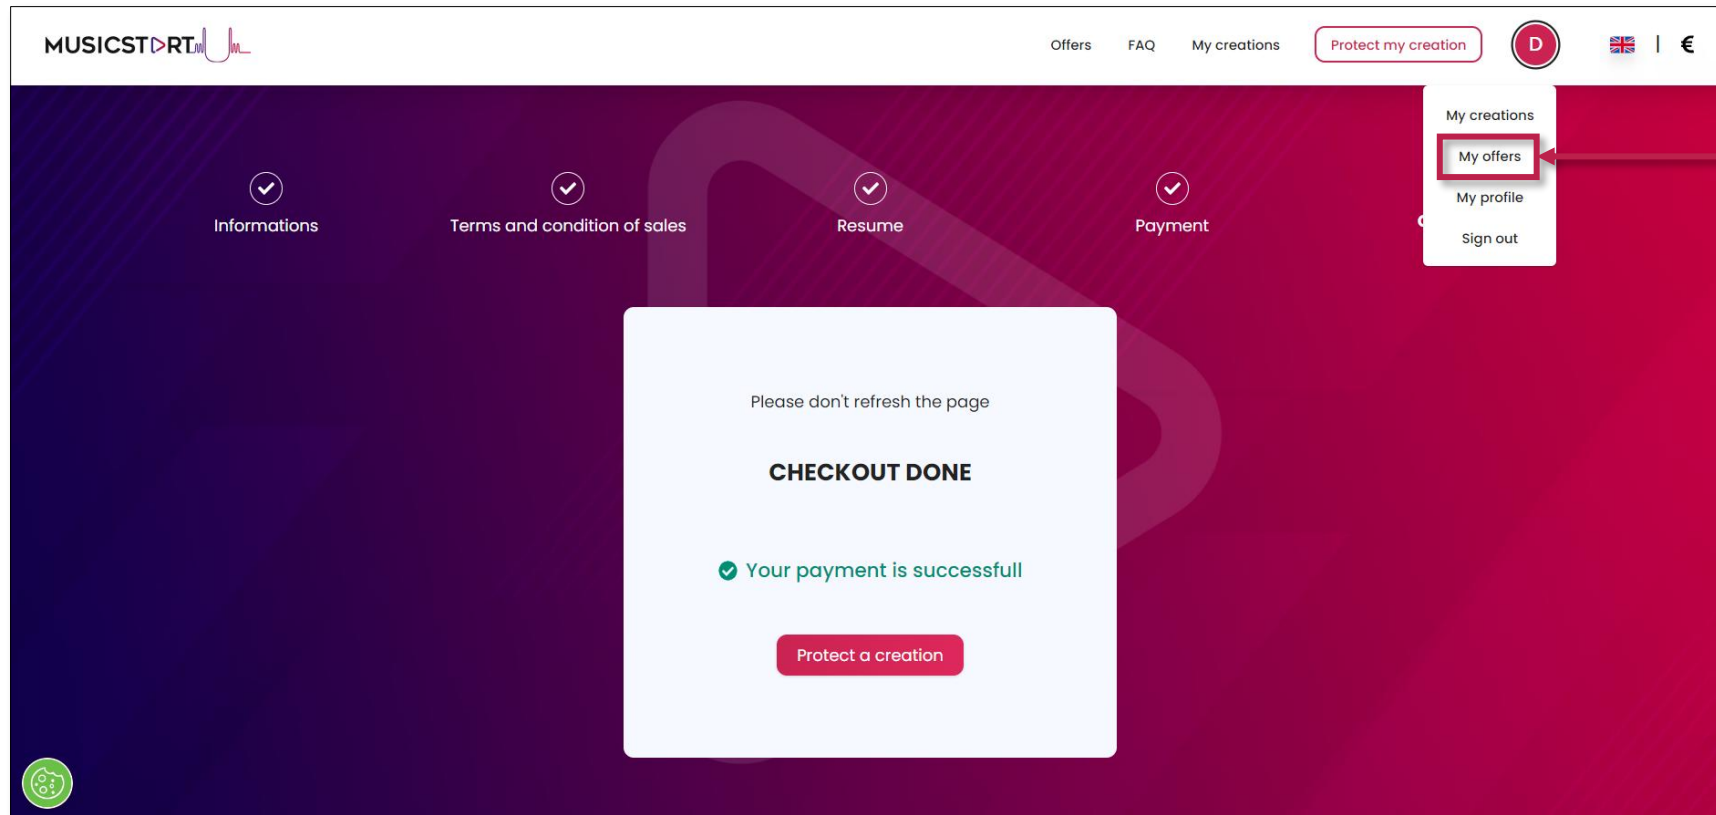 MUSICSTART
Offers
FAQ
My creations
Protect my creation
D
€
My creations
My offers
My profile
Sign out
Informations
Terms and condition of sales
Resume
Payment
Please don't refresh the page
CHECKOUT DONE
Your payment is successfull
Protect a creation